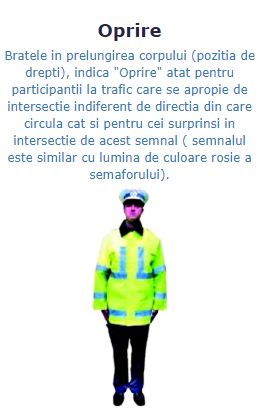 Oprire
Bratele in prelungirea corpului (pozitia de
drepti), indica "Oprire" atat pentru
participantii la trafic care se apropie de
intersectie indiferent de directia din care
circula cat si pentru cei surprinsi in
intersectie de acest semnal ( semnalul
este similar cu lumina de culoare rosie a
semaforului).